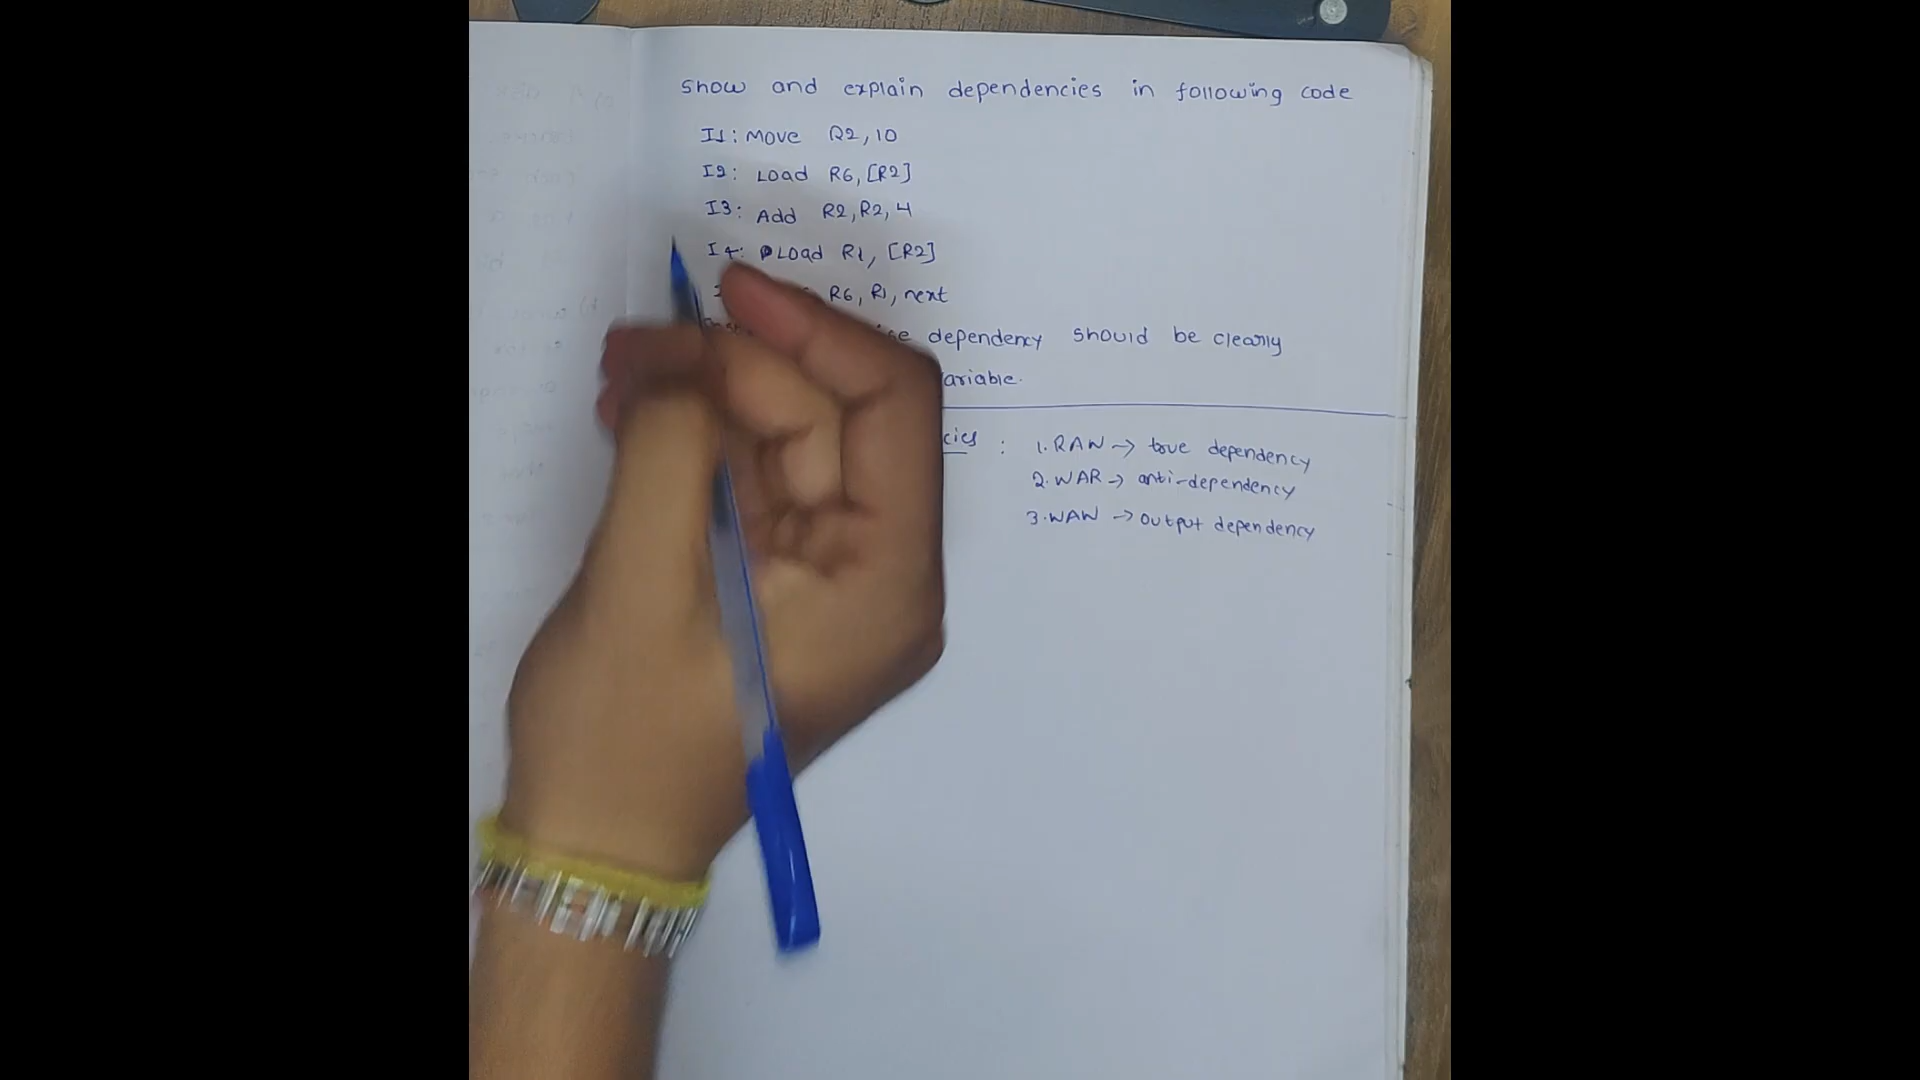 Show and explain dependencies in following code
I1: Move R2, 10
I2: Load R6, [R2]
I3: Add R2, R2, 4
I4: Load R1, [R2]
R6, R1, next
dependency should be clearly
1. RAW → true dependency
2. WAR → anti-dependency
3. WAW → output dependency